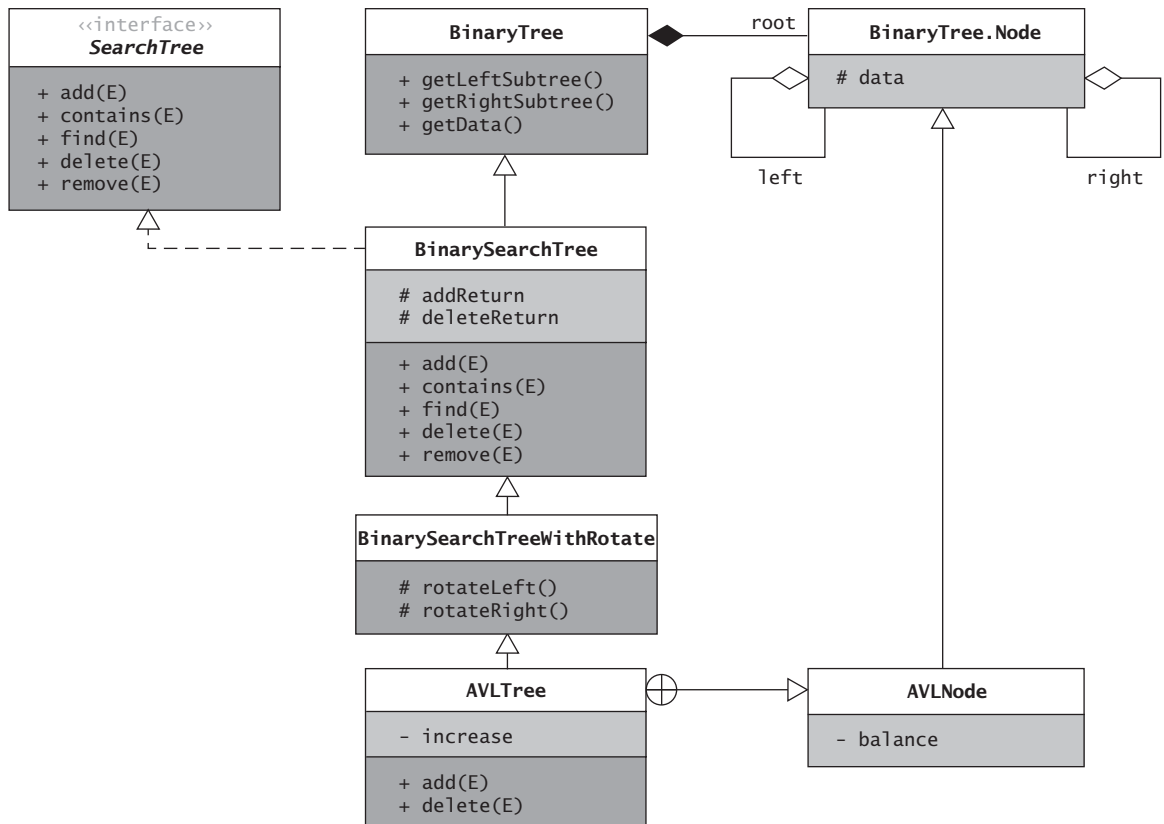 ‹‹interface››
SearchTree
+ add(E)
+ contains(E)
+ find(E)
+ delete(E)
+ remove(E)
BinaryTree
+ getLeftSubtree()
+ getRightSubtree()
+ getData()
root
BinaryTree.Node
# data
left
right
BinarySearchTree
# addReturn
# deleteReturn
+ add(E)
+ contains(E)
+ find(E)
+ delete(E)
+ remove(E)
BinarySearchTreeWithRotate
# rotateLeft()
# rotateRight()
AVLTree
- increase
+ add(E)
+ delete(E)
AVLNode
- balance